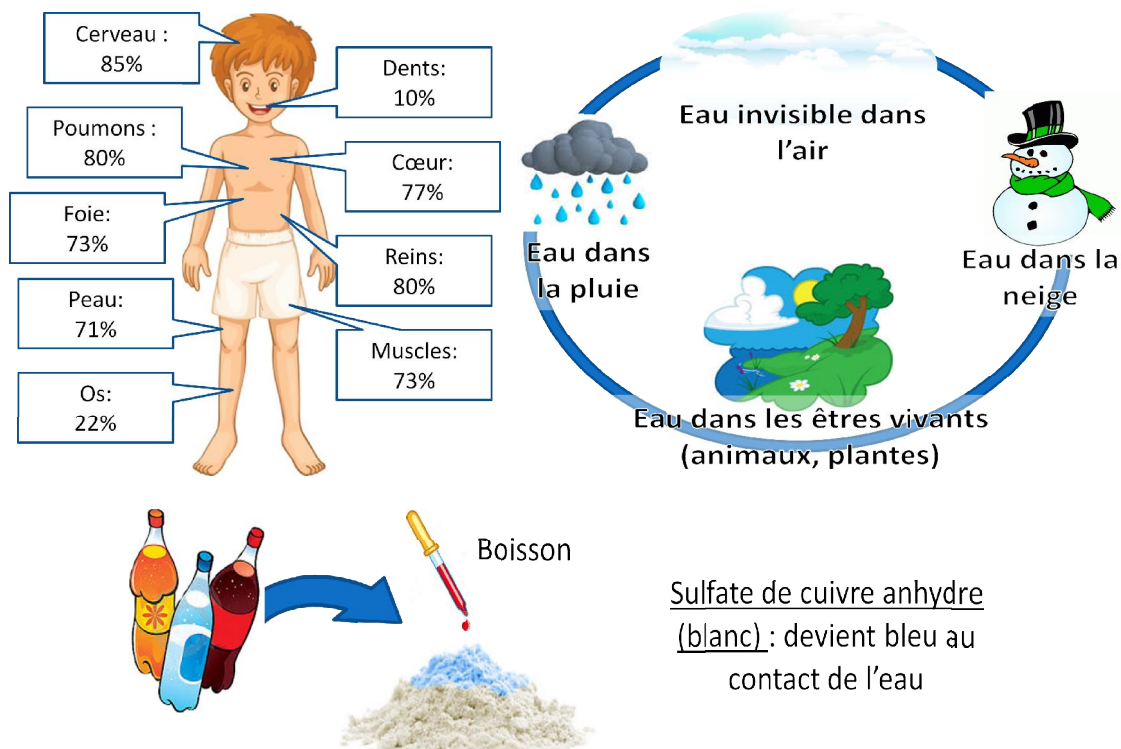 Cerveau :
85%
Dents:
10%
Poumons :
80%
Cœur:
77%
Foie:
73%
Reins:
80%
Peau:
71%
Muscles:
73%
Os:
22%
Eau invisible dans
l'air
Eau dans
la pluie
Eau dans la
neige
Eau dans les êtres vivants
(animaux, plantes)
Boisson
Sulfate de cuivre anhydre
(blanc) : devient bleu au
contact de l'eau